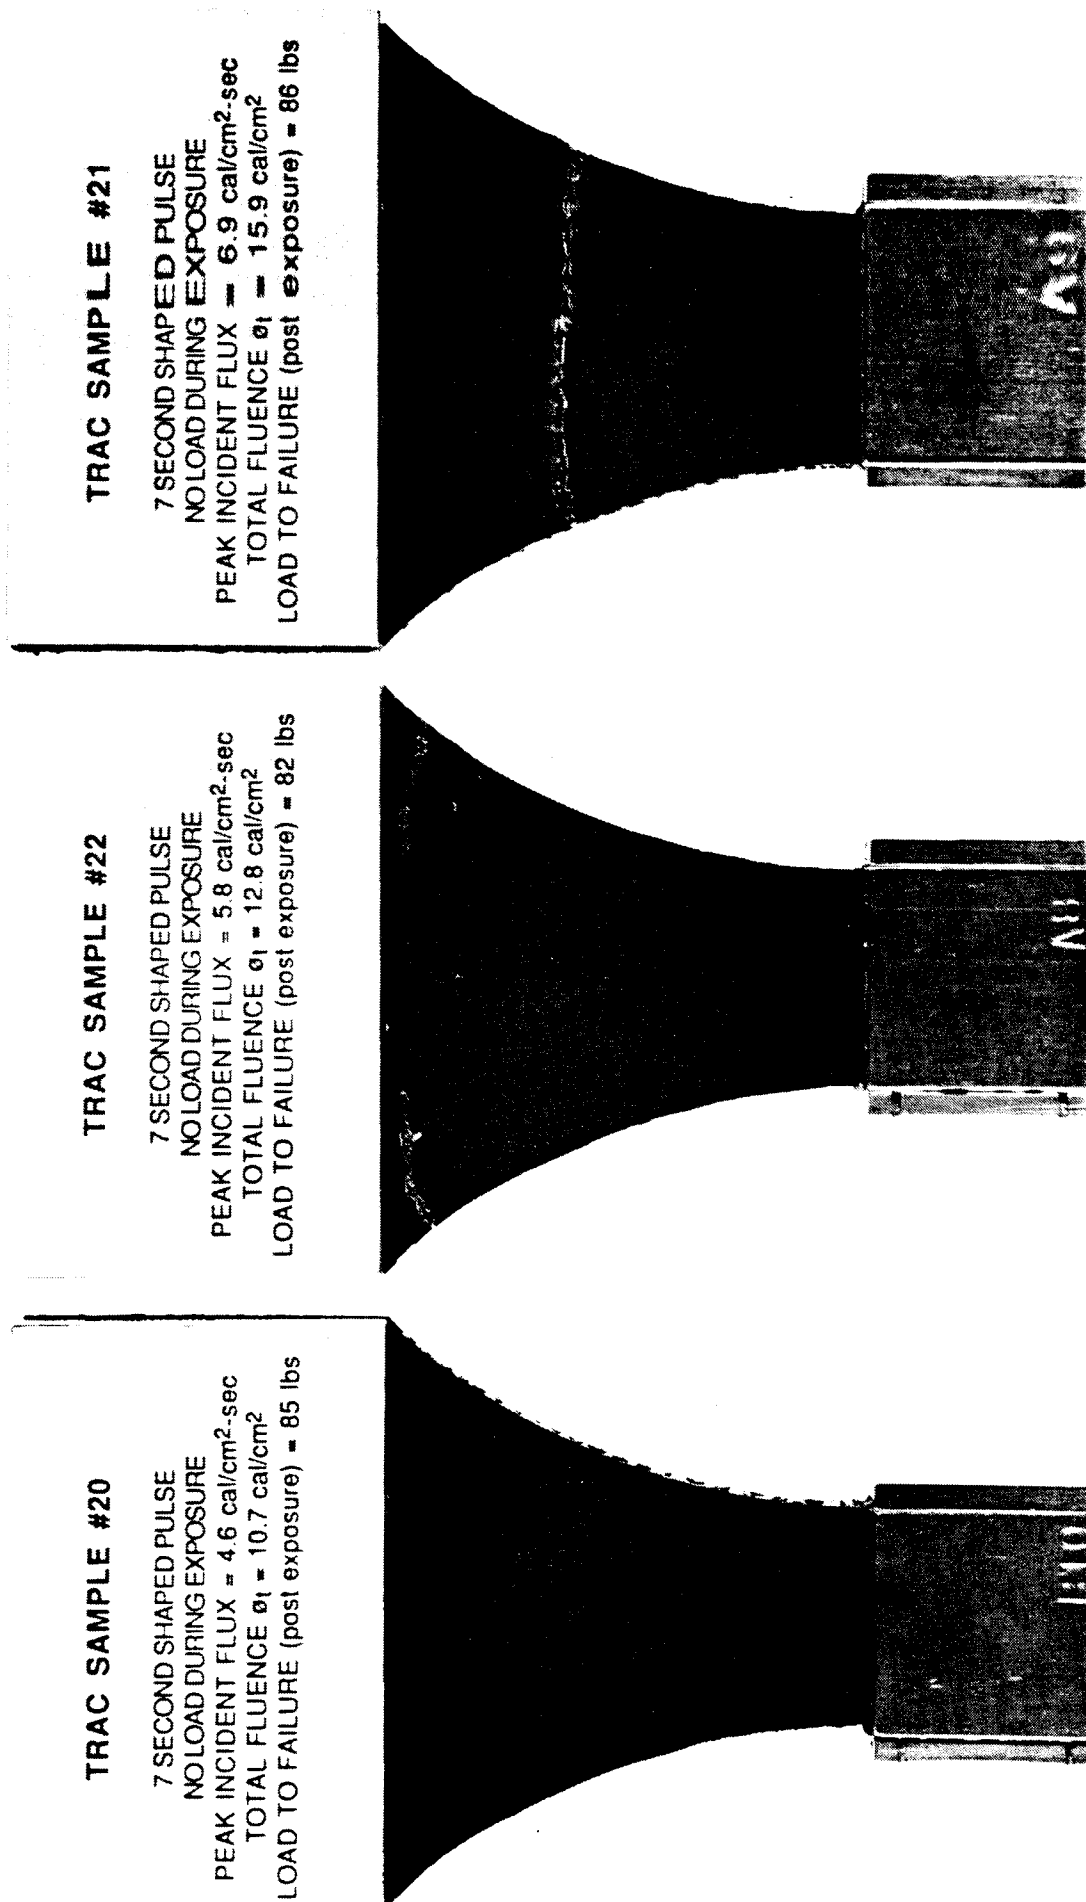 TRAC SAMPLE #20
7 SECOND SHAPED PULSE
NO LOAD DURING EXPOSURE
PEAK INCIDENT FLUX = 4.6 cal/cm²-sec
TOTAL FLUENCE øt = 10.7 cal/cm²
LOAD TO FAILURE (post exposure) = 85 lbs
TRAC SAMPLE #22
7 SECOND SHAPED PULSE
NO LOAD DURING EXPOSURE
PEAK INCIDENT FLUX = 5.8 cal/cm²-sec
TOTAL FLUENCE øt = 12.8 cal/cm²
LOAD TO FAILURE (post exposure) = 82 lbs
TRAC SAMPLE #21
7 SECOND SHAPED PULSE
NO LOAD DURING EXPOSURE
PEAK INCIDENT FLUX = 6.9 cal/cm²-sec
TOTAL FLUENCE øt = 15.9 cal/cm²
LOAD TO FAILURE (post exposure) = 86 lbs